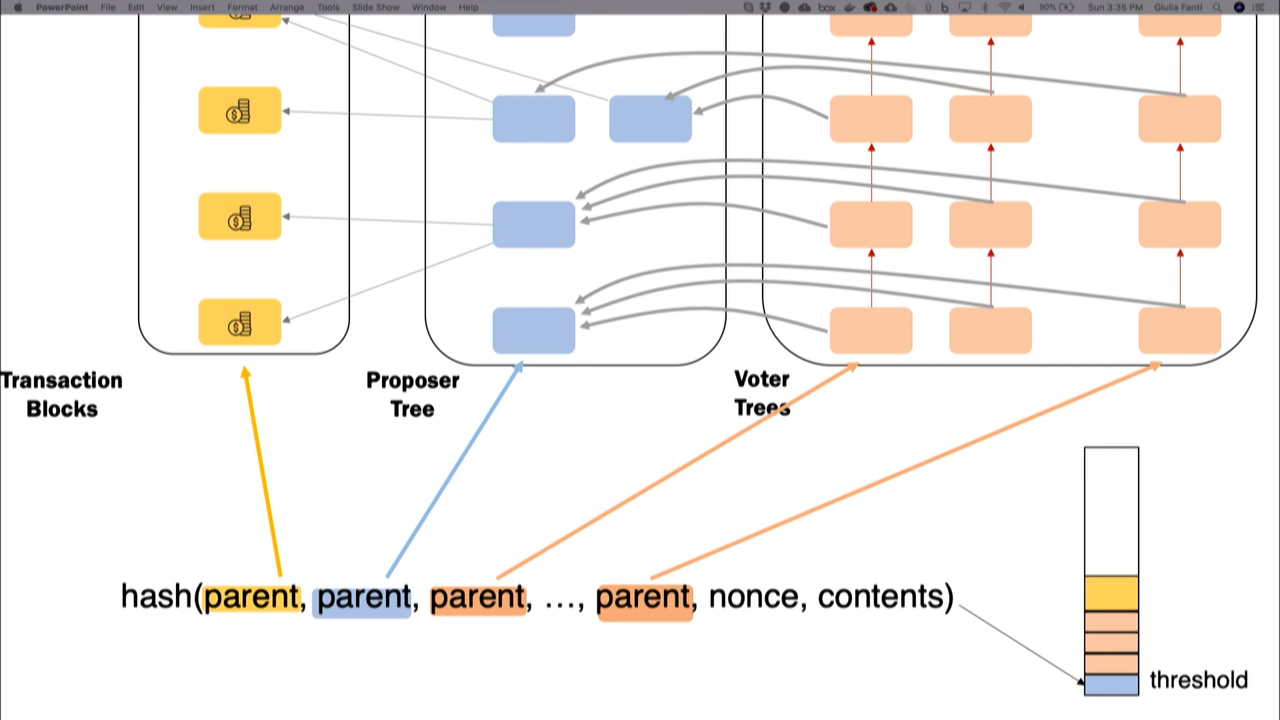 PowerPoint File Edit View Insert Format Arrange Tools Slide Show Window Help box 90% Sun 3:35 PM Giulia Fanti
Transaction
Blocks
Proposer
Tree
Voter
Trees
hash(parent, parent, parent, …, parent, nonce, contents)
threshold